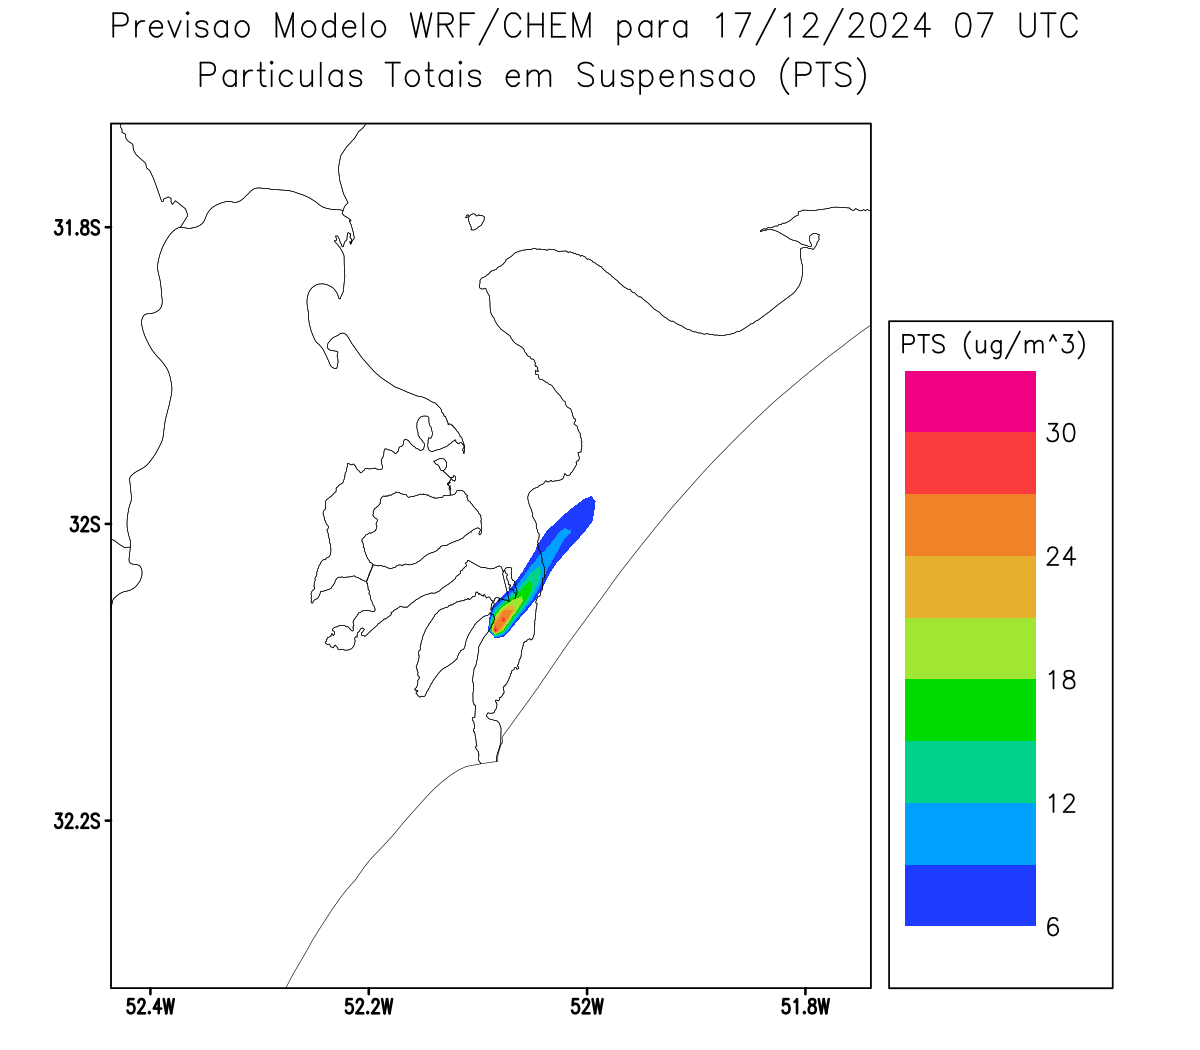 Previsao Modelo WRF/CHEM para 17/12/2024 07 UTC
Particulas Totais em Suspensao (PTS)
31.8S
32S
32.2S
52.4W 52.2W 52W 51.8W
PTS (ug/m^3)
30
24
18
12
6